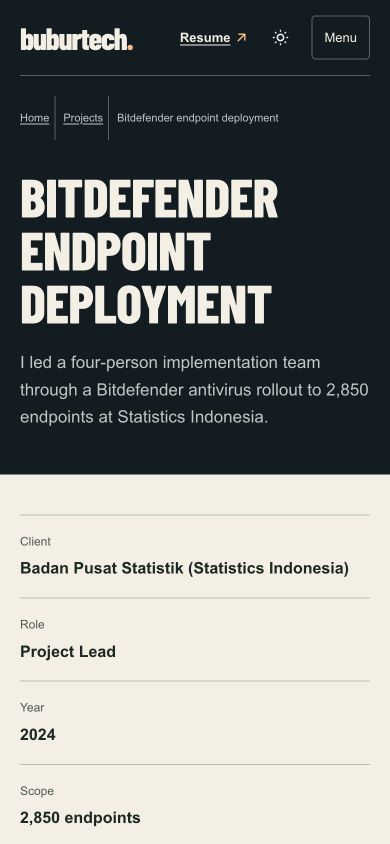 buburtech.
Resume ↗
Menu
Home
Projects
Bitdefender endpoint deployment
BITDEFENDER
ENDPOINT
DEPLOYMENT
I led a four-person implementation team
through a Bitdefender antivirus rollout to 2,850
endpoints at Statistics Indonesia.
Client
Badan Pusat Statistik (Statistics Indonesia)
Role
Project Lead
Year
2024
Scope
2,850 endpoints